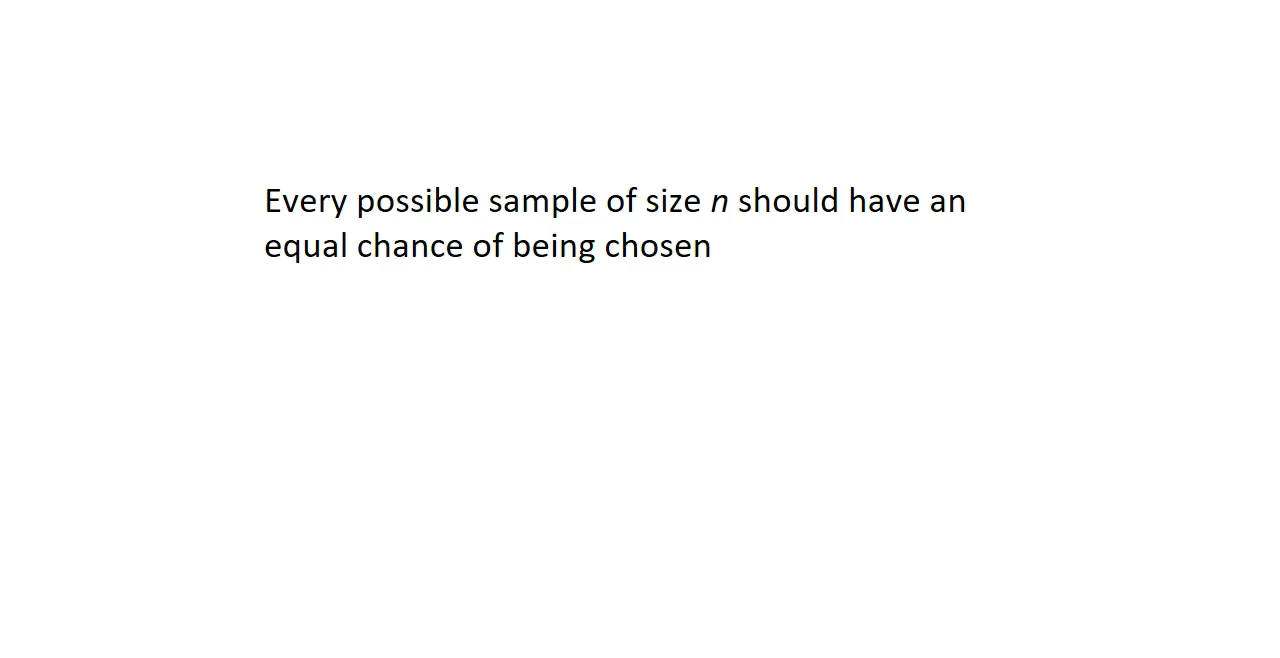 Every possible sample of size n should have an
equal chance of being chosen